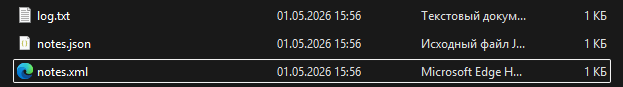 log.txt 01.05.2026 15:56 Текстовый докум... 1 КБ
notes.json 01.05.2026 15:56 Исходный файл J... 1 КБ
notes.xml 01.05.2026 15:56 Microsoft Edge H... 1 КБ